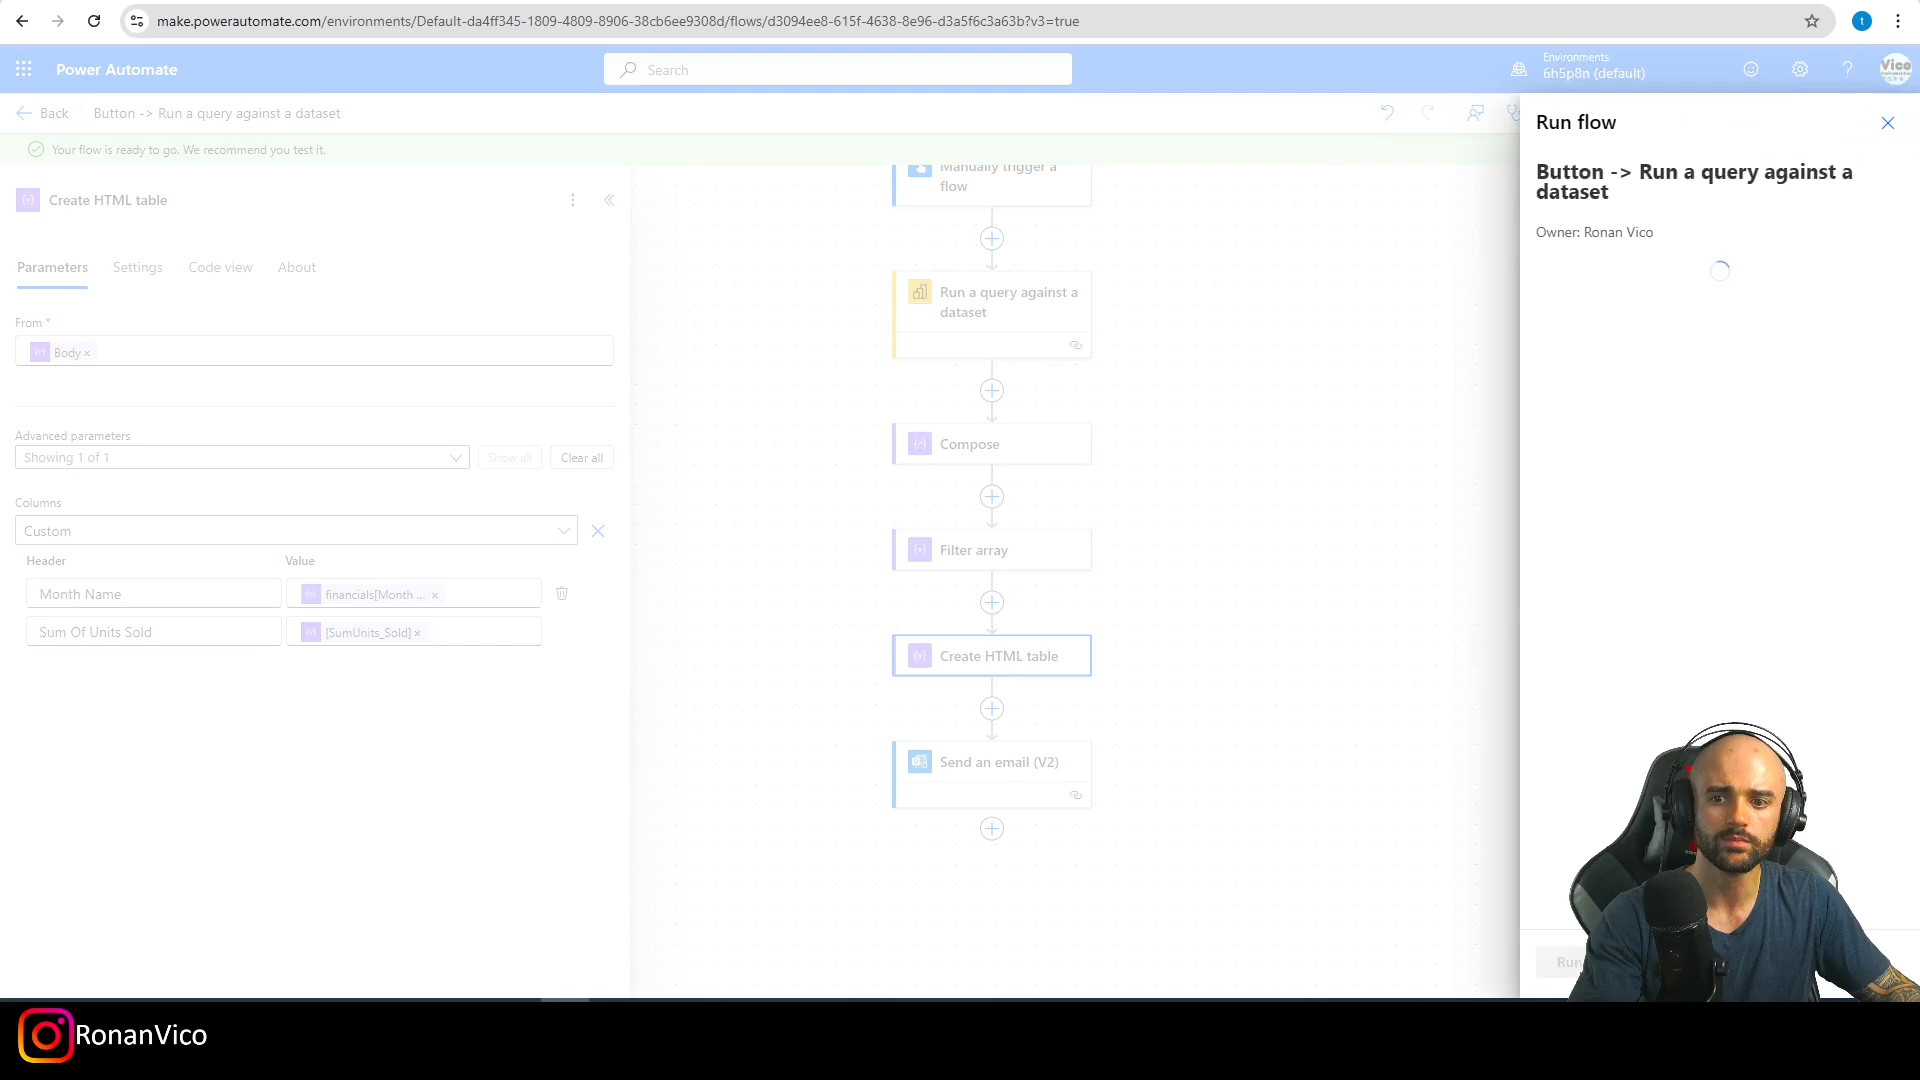 make.powerautomate.com/environments/Default-da4ff345-1809-4809-8906-38cb6ee9308d/flows/d3094ee8-615f-4638-8e96-d3a5f6c3a63b?v3=true
t
Power Automate
Search
Environments
6h5p8n (default)
Vico
Back
Button -> Run a query against a dataset
Your flow is ready to go. We recommend you test it.
Create HTML table
Parameters
Settings
Code view
About
From *
Body
Advanced parameters
Showing 1 of 1
Show all
Clear all
Columns
Custom
Header
Value
Month Name
financials[Month ...
Sum Of Units Sold
[SumUnits_Sold]
Manually trigger a
flow
Run a query against a
dataset
Compose
Filter array
Create HTML table
Send an email (V2)
Run flow
Button -> Run a query against a
dataset
Owner: Ronan Vico
Run
RonanVico